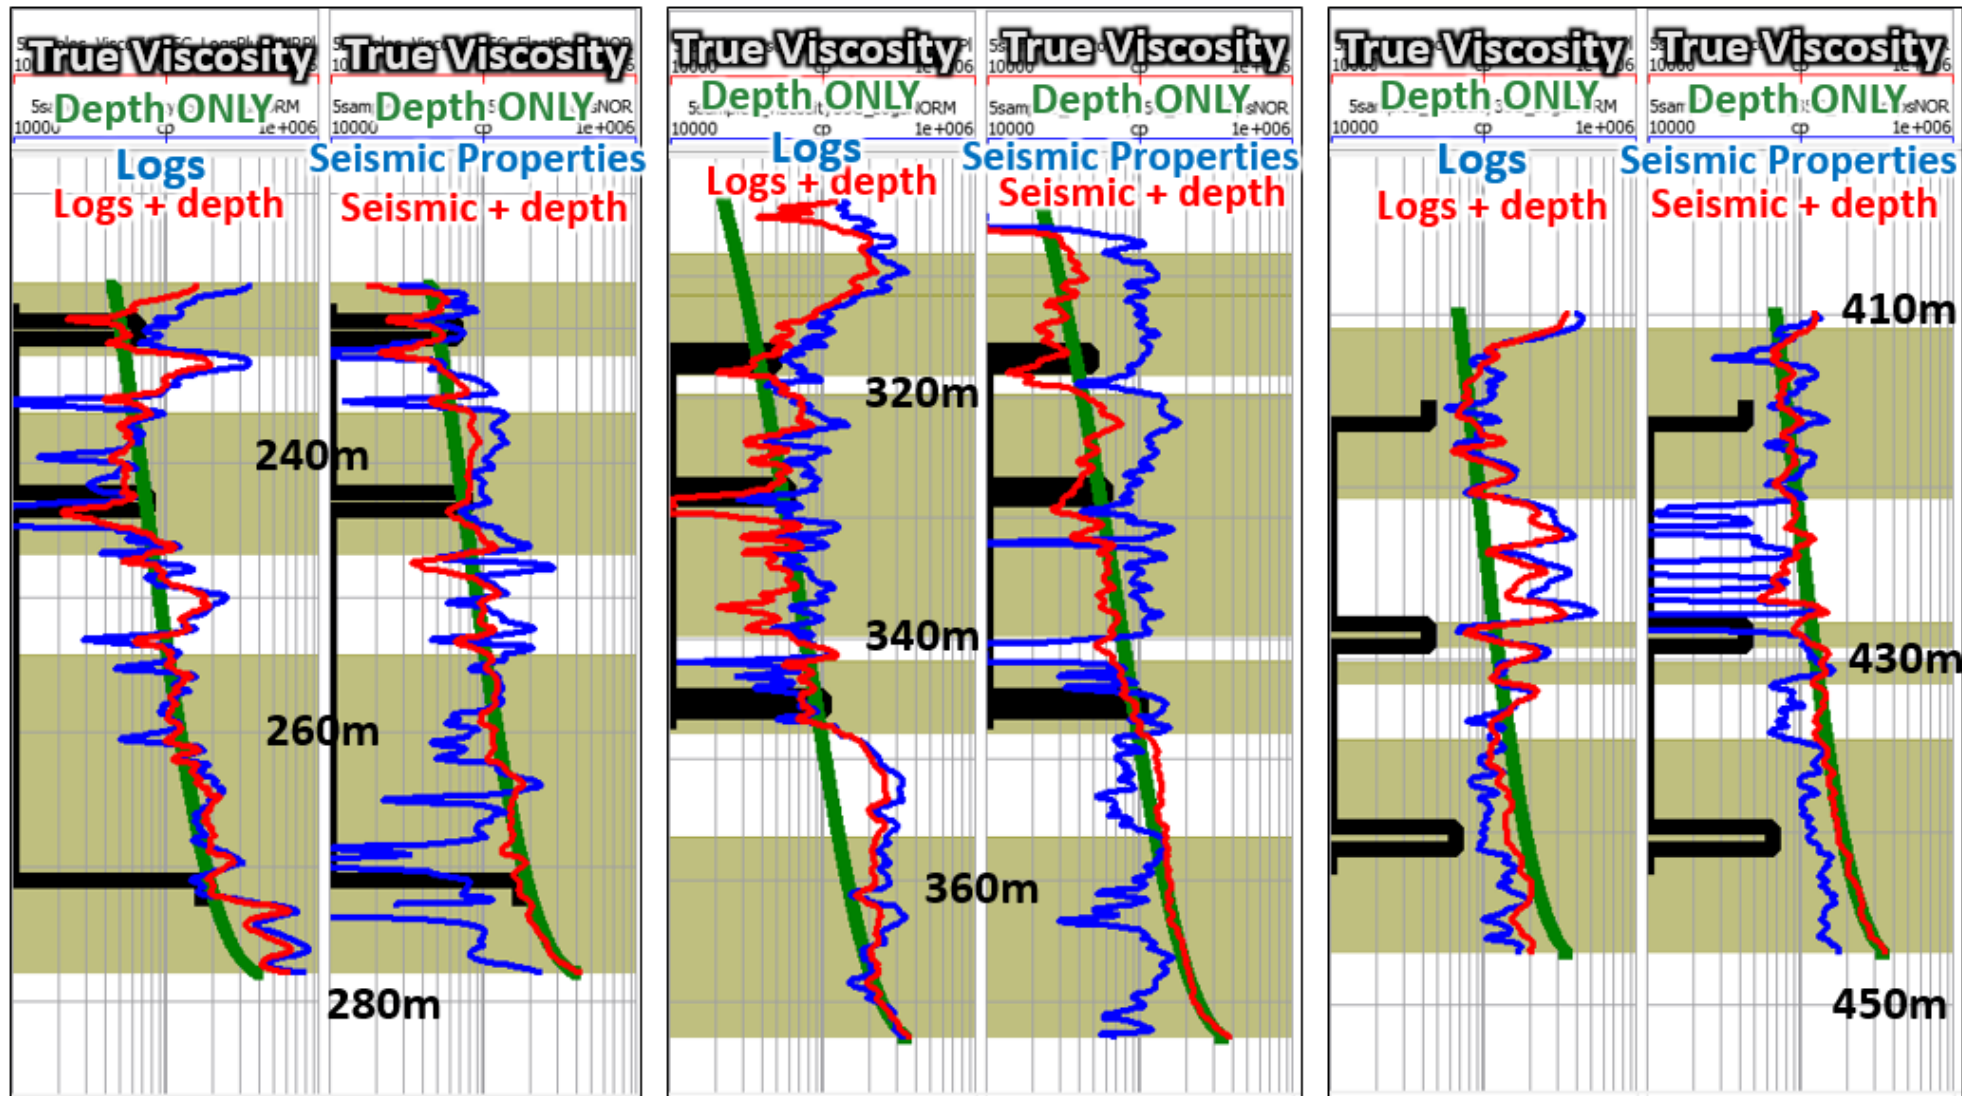 True Viscosity
10000 1e+006
Depth ONLY
10000 cp 1e+006
Logs
Logs + depth
240m
260m
True Viscosity
Depth ONLY
10000 cp 1e+006
Seismic Properties
Seismic + depth
280m
True Viscosity
10000
Depth ONLY
10000 cp 1e+006
Logs
Logs + depth
320m
340m
360m
True Viscosity
10000 1e+006
Depth ONLY
10000 cp 1e+006
Seismic Properties
Seismic + depth
True Viscosity
10000 1e+006
Depth ONLY
10000 cp 1e+006
Logs
Logs + depth
True Viscosity
10000 1e+006
Depth ONLY
10000 cp 1e+006
Seismic Properties
Seismic + depth
410m
430m
450m